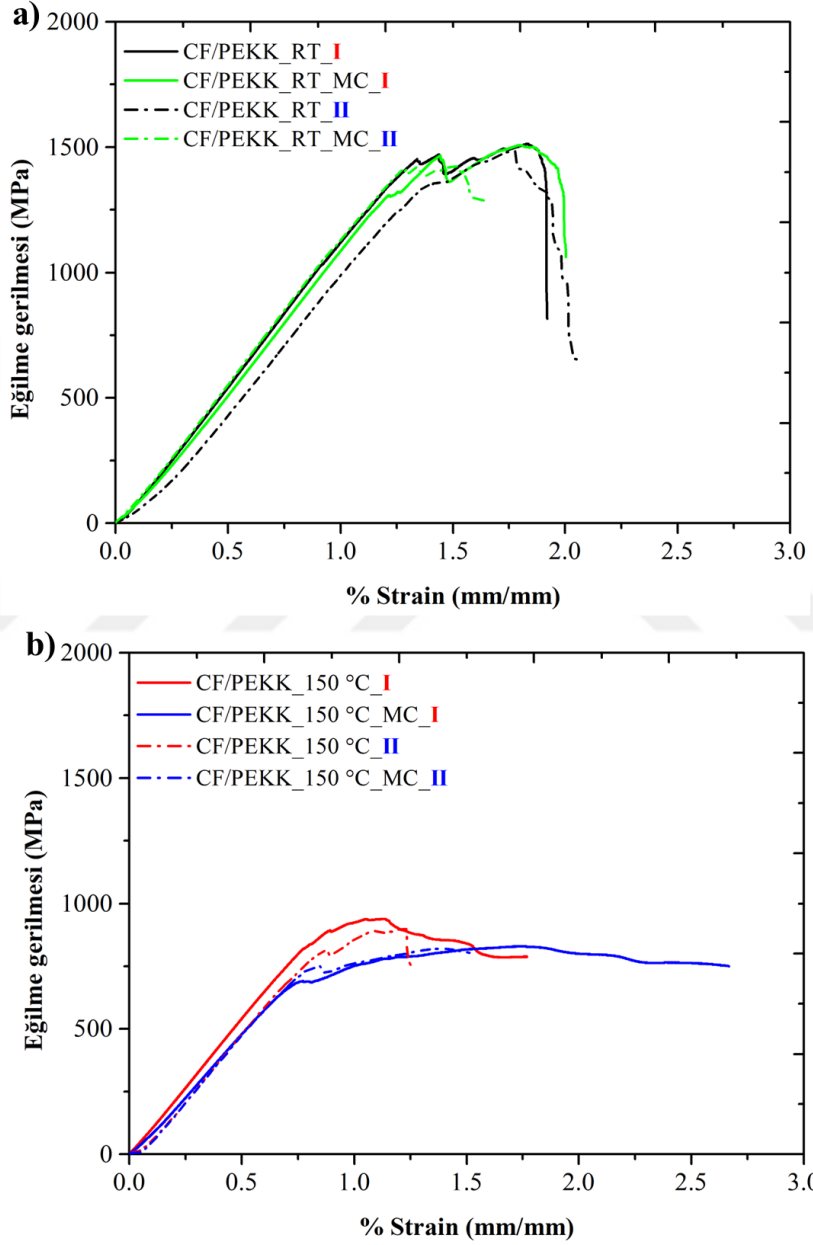 a)
2000
1500
1000
500
0
Eğilme gerilmesi (MPa)
CF/PEKK_RT_I
CF/PEKK_RT_MC_I
CF/PEKK_RT_II
CF/PEKK_RT_MC_II
0.0 0.5 1.0 1.5 2.0 2.5 3.0
% Strain (mm/mm)
b)
2000
1500
1000
500
0
Eğilme gerilmesi (MPa)
CF/PEKK_150 °C_I
CF/PEKK_150 °C_MC_I
CF/PEKK_150 °C_II
CF/PEKK_150 °C_MC_II
0.0 0.5 1.0 1.5 2.0 2.5 3.0
% Strain (mm/mm)